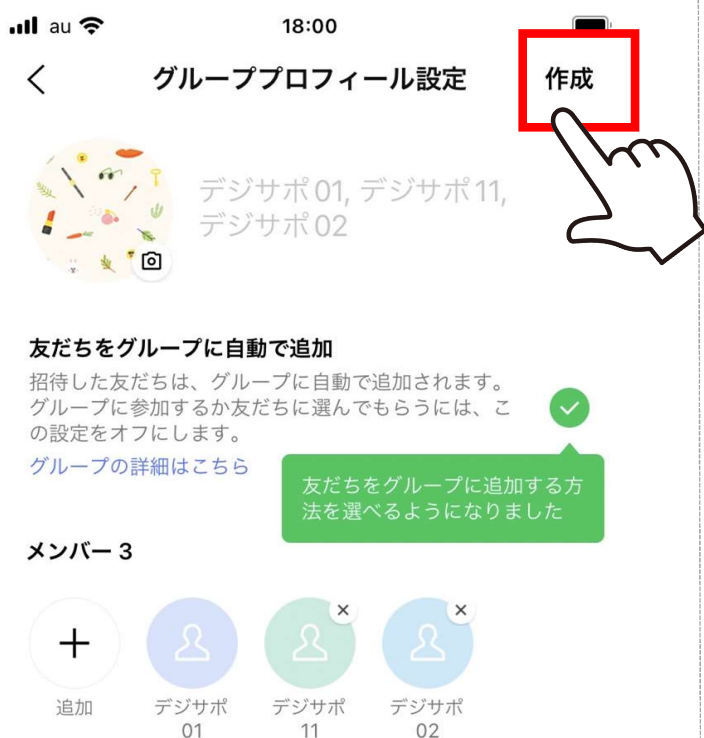 au 18:00
グループプロフィール設定 作成
デジサポ01, デジサポ11,
デジサポ02
友だちをグループに自動で追加
招待した友だちは、グループに自動で追加されます。
グループに参加するか友だちに選んでもらうには、こ
の設定をオフにします。
グループの詳細はこちら
友だちをグループに追加する方
法を選べるようになりました
メンバー 3
追加 デジサポ デジサポ デジサポ
01 11 02